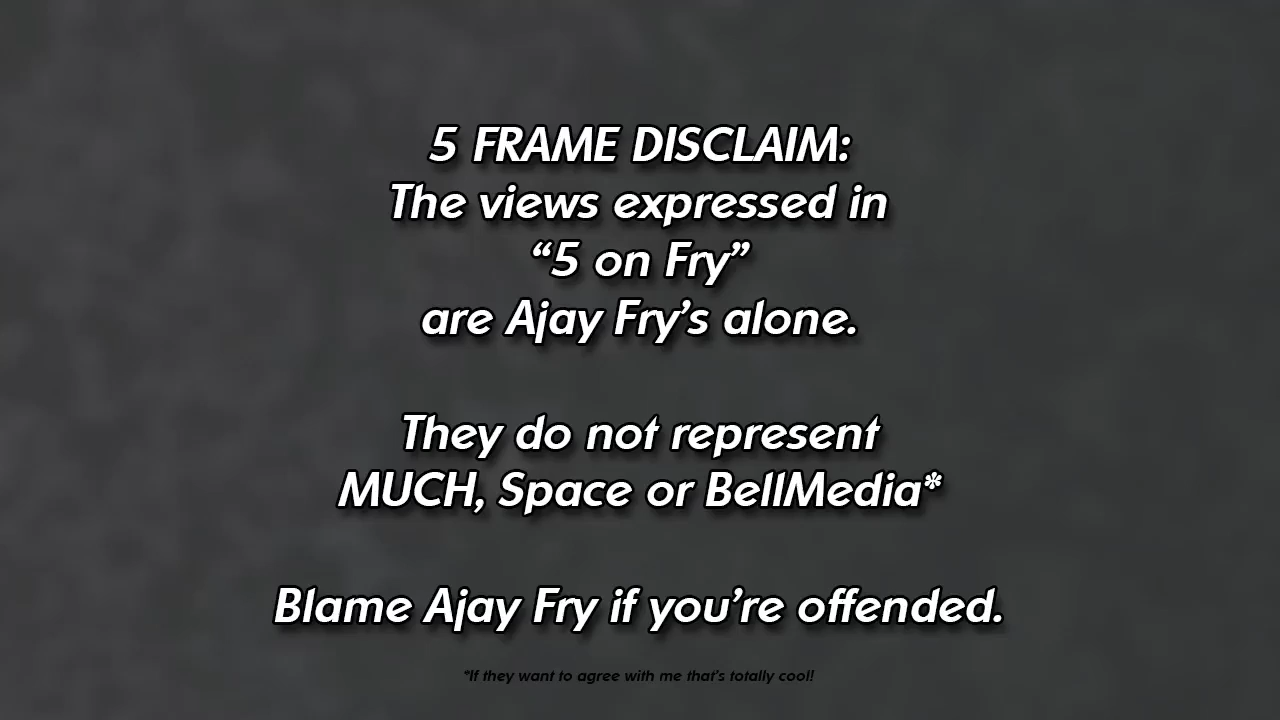 5 FRAME DISCLAIM:
The views expressed in
“5 on Fry”
are Ajay Fry’s alone.
They do not represent
MUCH, Space or BellMedia*
Blame Ajay Fry if you’re offended.
*If they want to agree with me that’s totally cool!